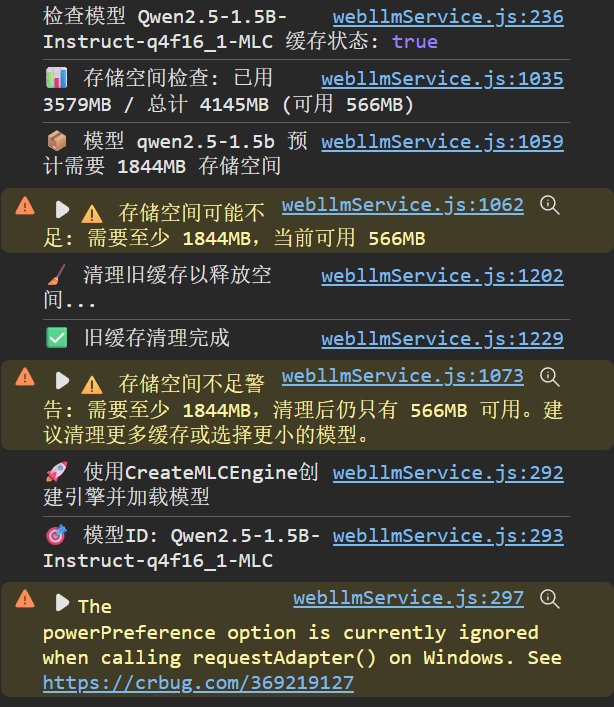 检查模型 Qwen2.5-1.5B- webllmService.js:236
Instruct-q4f16_1-MLC 缓存状态: true
📊 存储空间检查: 已用 webllmService.js:1035
3579MB / 总计 4145MB (可用 566MB)
📦 模型 qwen2.5-1.5b 预 webllmService.js:1059
计需要 1844MB 存储空间
⚠️ 存储空间可能不 webllmService.js:1062
足: 需要至少 1844MB，当前可用 566MB
🧹 清理旧缓存以释放空 webllmService.js:1202
间...
✅ 旧缓存清理完成 webllmService.js:1229
⚠️ 存储空间不足警 webllmService.js:1073
告: 需要至少 1844MB，清理后仍只有 566MB 可用。建
议清理更多缓存或选择更小的模型。
🚀 使用CreateMLCEngine创 webllmService.js:292
建引擎并加载模型
🎯 模型ID: Qwen2.5-1.5B- webllmService.js:293
Instruct-q4f16_1-MLC
The webllmService.js:297
powerPreference option is currently ignored
when calling requestAdapter() on Windows. See
https://crbug.com/369219127